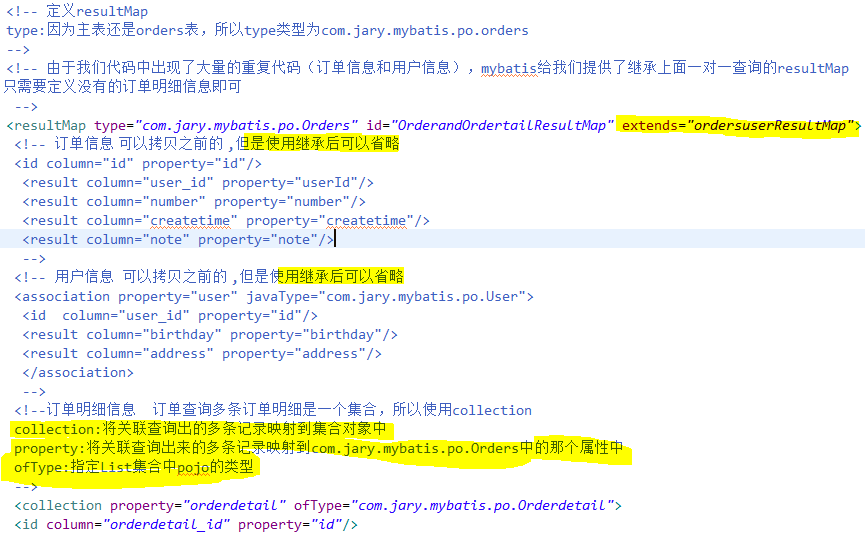 <!-- 定义resultMap
type:因为主表还是orders表，所以type类型为com.jary.mybatis.po.orders
-->
<!-- 由于我们代码中出现了大量的重复代码（订单信息和用户信息），mybatis给我们提供了继承上面一对一查询的resultMap
只需要定义没有的订单明细信息即可
-->
<resultMap type="com.jary.mybatis.po.Orders" id="OrderandOrdertailResultMap" extends="ordersuserResultMap">
<!-- 订单信息 可以拷贝之前的 ,但是使用继承后可以省略
<id column="id" property="id"/>
<result column="user_id" property="userId"/>
<result column="number" property="number"/>
<result column="createtime" property="createtime"/>
<result column="note" property="note"/>
-->
<!-- 用户信息 可以拷贝之前的 ,但是使用继承后可以省略
<association property="user" javaType="com.jary.mybatis.po.User">
<id  column="user_id" property="id"/>
<result column="birthday" property="birthday"/>
<result column="address" property="address"/>
</association>
-->
<!--订单明细信息  订单查询多条订单明细是一个集合，所以使用collection
collection:将关联查询出的多条记录映射到集合对象中
property:将关联查询出来的多条记录映射到com.jary.mybatis.po.Orders中的那个属性中
ofType:指定List集合中pojo的类型
-->
<collection property="orderdetail" ofType="com.jary.mybatis.po.Orderdetail">
<id column="orderdetail_id" property="id"/>